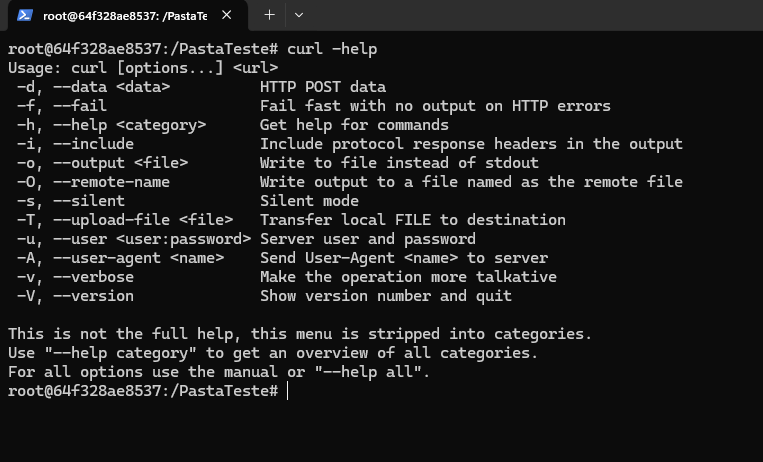 root@64f328ae8537: /PastaTe
root@64f328ae8537:/PastaTeste# curl -help
Usage: curl [options...] <url>
 -d, --data <data>          HTTP POST data
 -f, --fail                 Fail fast with no output on HTTP errors
 -h, --help <category>      Get help for commands
 -i, --include              Include protocol response headers in the output
 -o, --output <file>        Write to file instead of stdout
 -O, --remote-name          Write output to a file named as the remote file
 -s, --silent               Silent mode
 -T, --upload-file <file>   Transfer local FILE to destination
 -u, --user <user:password> Server user and password
 -A, --user-agent <name>    Send User-Agent <name> to server
 -v, --verbose              Make the operation more talkative
 -V, --version              Show version number and quit

This is not the full help, this menu is stripped into categories.
Use "--help category" to get an overview of all categories.
For all options use the manual or "--help all".
root@64f328ae8537:/PastaTeste#